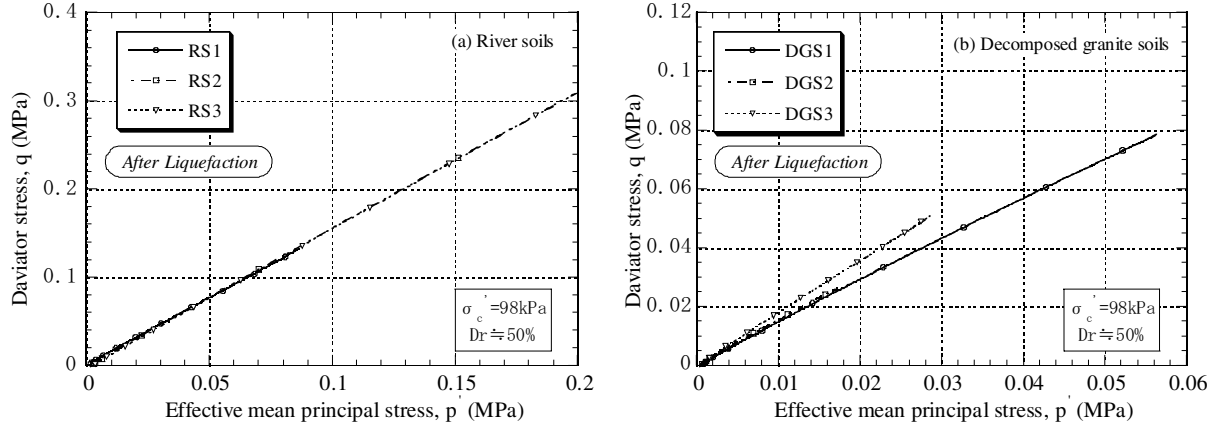 (a) River soils
RS1
RS2
RS3
After Liquefaction
σc'=98kPa
Dr≒50%
Daviator stress, q (MPa)
0.4
0.3
0.2
0.1
0
0
0.05
0.1
0.15
0.2
Effective mean principal stress, p' (MPa)
(b) Decomposed granite soils
DGS1
DGS2
DGS3
After Liquefaction
σc'=98kPa
Dr≒50%
Daviator stress, q (MPa)
0.12
0.1
0.08
0.06
0.04
0.02
0
0
0.01
0.02
0.03
0.04
0.05
0.06
Effective mean principal stress, p' (MPa)